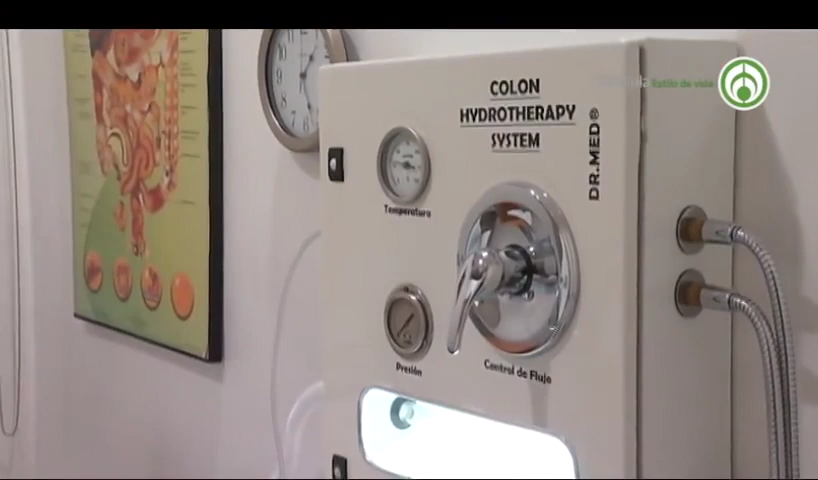 COLON
HYDROTHERAPY
SYSTEM
DR.MED®
Estilo de vida
Temperatura
Presión
Control de Flujo